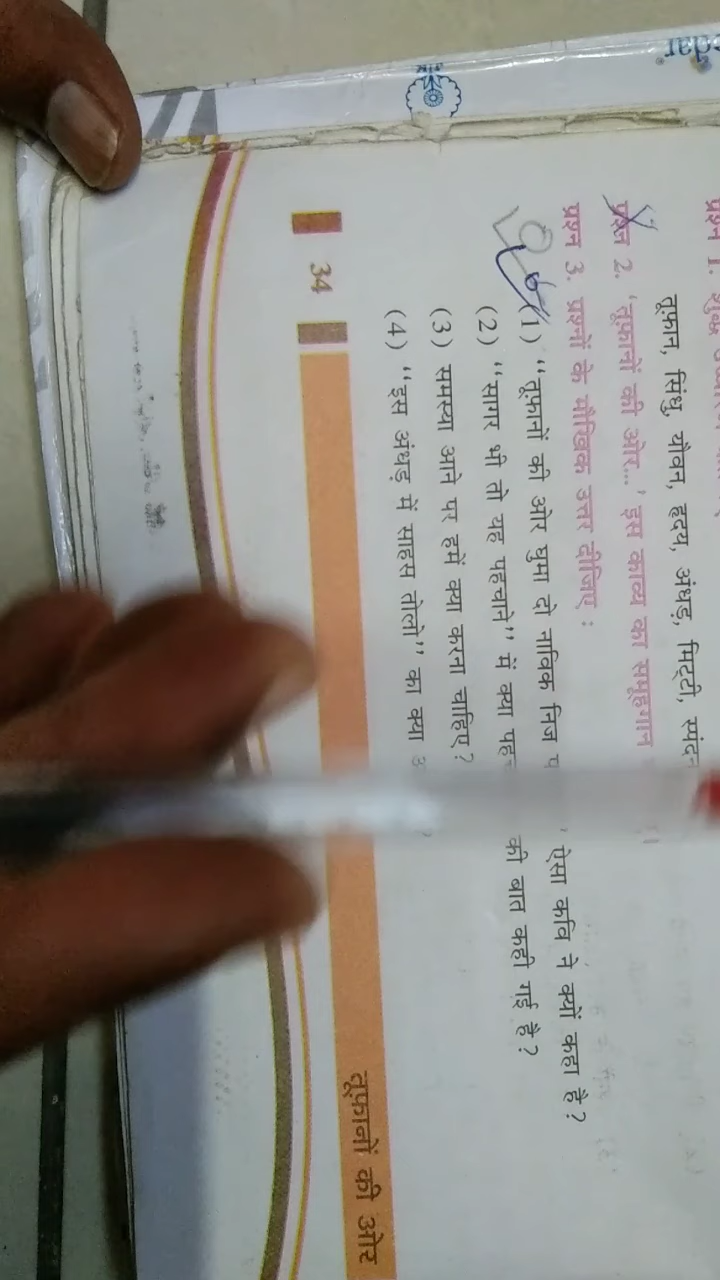 प्रश्न 1. शुद्ध
तूफ़ान, सिंधु, यौवन, हृदय, अंधड़, मिट्टी, स्पंदन
प्रश्न 2. 'तूफ़ानों की ओर...' इस काव्य का समूहगान
प्रश्न 3. प्रश्नों के मौखिक उत्तर दीजिए :
(1) "तूफ़ानों की ओर घुमा दो नाविक निज ऐसा कवि ने क्यों कहा है ?
(2) "सागर भी तो यह पहचाने" में क्या की बात कही गई है ?
(3) समस्या आने पर हमें क्या करना चाहिए ?
(4) "इस अंधड़ में साहस तोलो" का क्या
34
तूफ़ानों की ओर